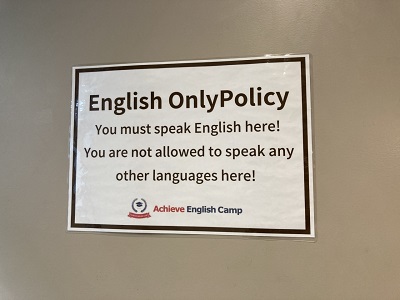 English OnlyPolicy
You must speak English here!
You are not allowed to speak any
other languages here!
Achieve English Camp